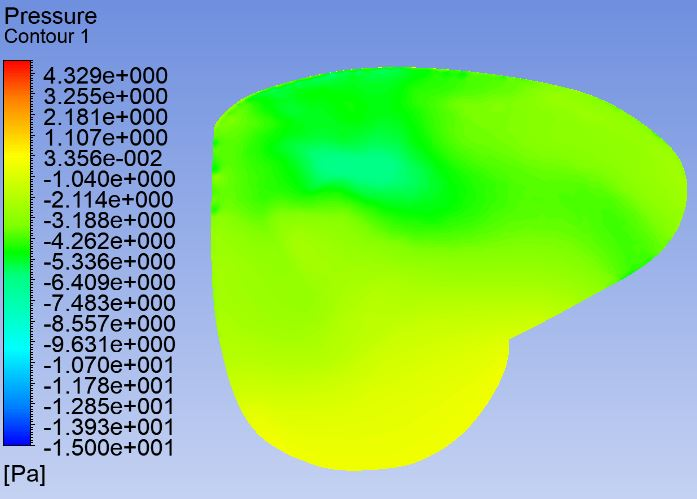 Pressure
Contour 1
4.329e+000
3.255e+000
2.181e+000
1.107e+000
3.356e-002
-1.040e+000
-2.114e+000
-3.188e+000
-4.262e+000
-5.336e+000
-6.409e+000
-7.483e+000
-8.557e+000
-9.631e+000
-1.070e+001
-1.178e+001
-1.285e+001
-1.393e+001
-1.500e+001
[Pa]